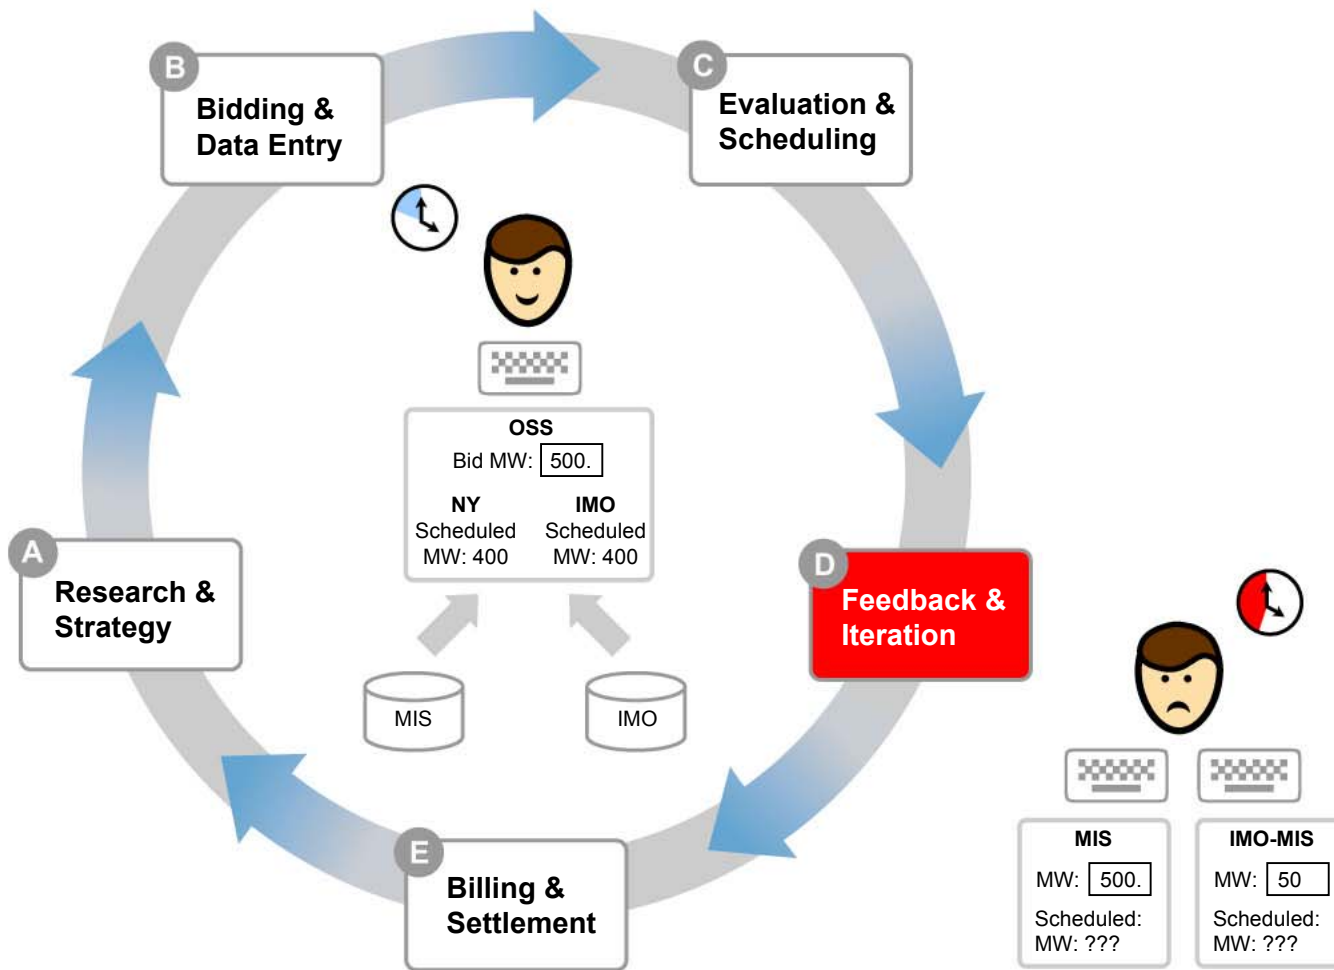 B
Bidding &
Data Entry
C
Evaluation &
Scheduling
OSS
Bid MW: 500.
NY
Scheduled
MW: 400
IMO
Scheduled
MW: 400
A
Research &
Strategy
D
Feedback &
Iteration
MIS
IMO
E
Billing &
Settlement
MIS
MW: 500.
Scheduled:
MW: ???
IMO-MIS
MW: 50
Scheduled:
MW: ???